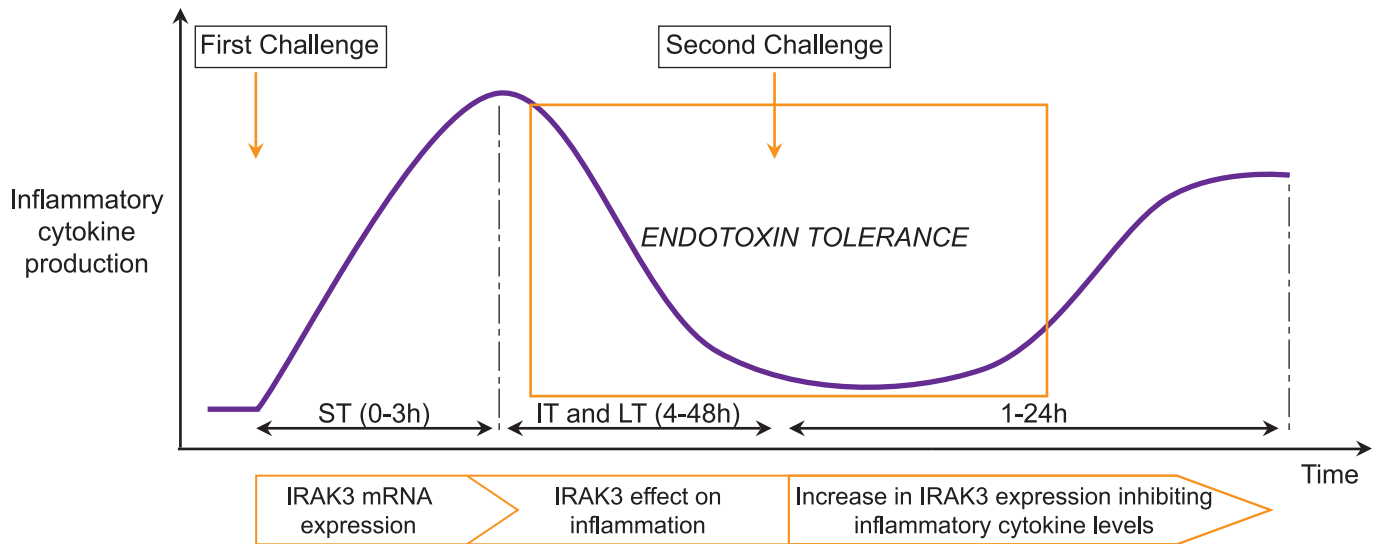 First Challenge
Second Challenge
Inflammatory
cytokine
production
ENDOTOXIN TOLERANCE
ST (0-3h)
IT and LT (4-48h)
1-24h
Time
IRAK3 mRNA
expression
IRAK3 effect on
inflammation
Increase in IRAK3 expression inhibiting
inflammatory cytokine levels